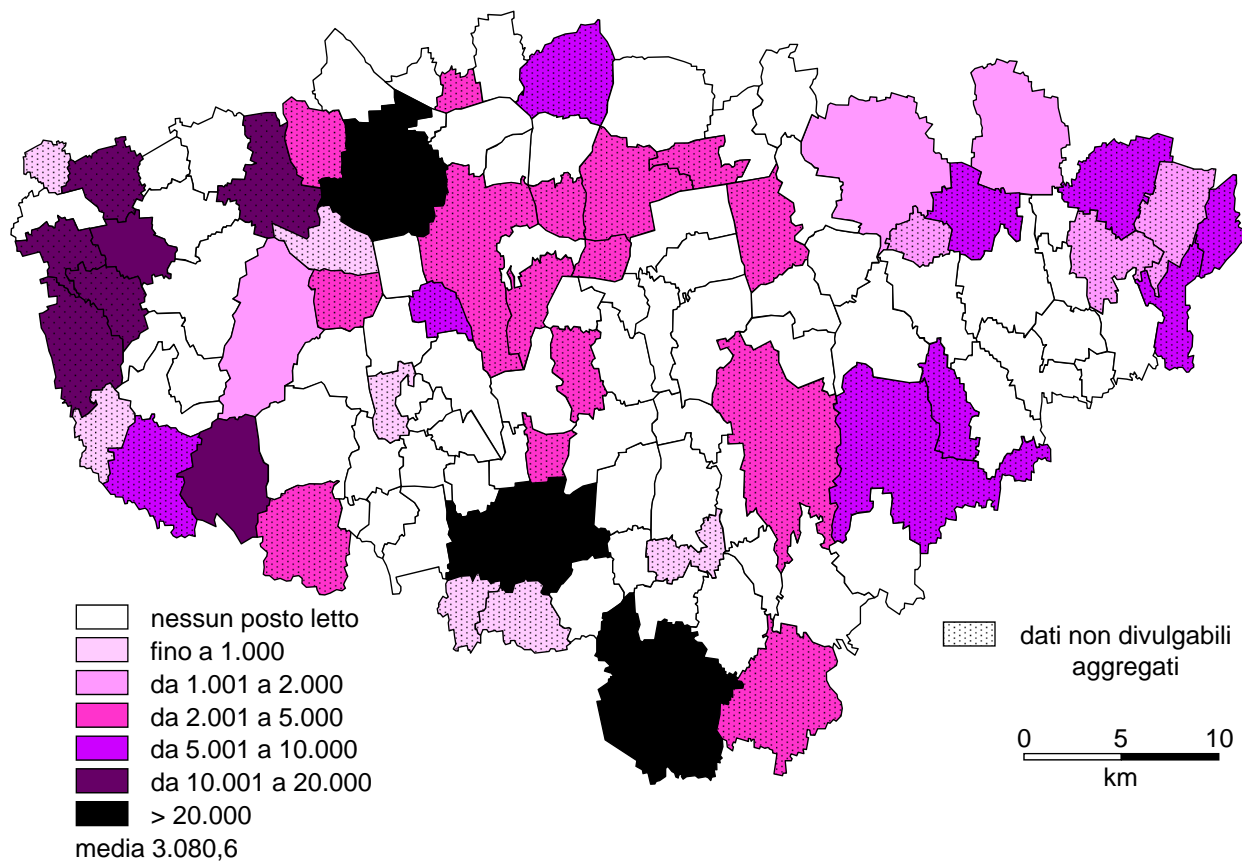 nessun posto letto
fino a 1.000
da 1.001 a 2.000
da 2.001 a 5.000
da 5.001 a 10.000
da 10.001 a 20.000
> 20.000
media 3.080,6
dati non divulgabili
aggregati
0 5 10
km